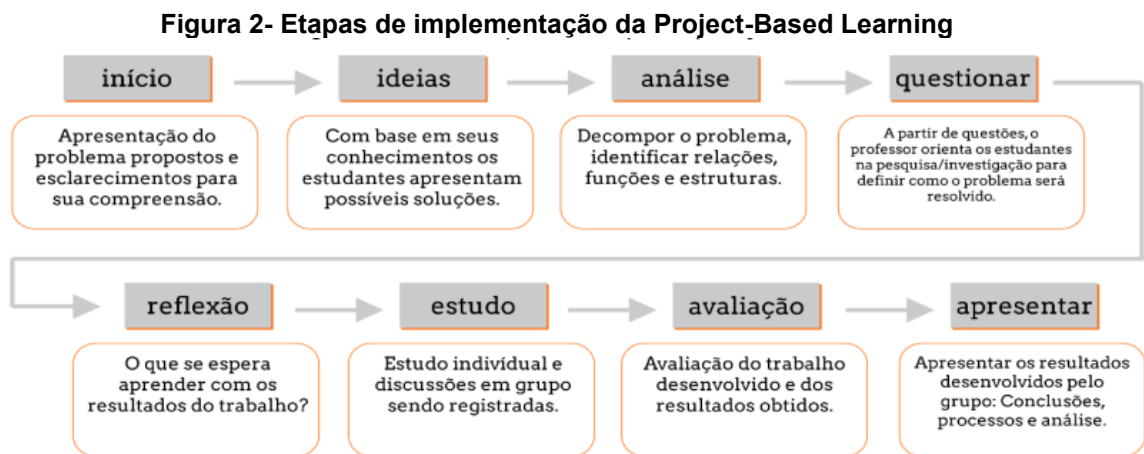 Figura 2- Etapas de implementação da Project-Based Learning
início
Apresentação do
problema propostos e
esclarecimentos para
sua compreensão.
ideias
Com base em seus
conhecimentos os
estudantes apresentam
possíveis soluções.
análise
Decompor o problema,
identificar relações,
funções e estruturas.
questionar
A partir de questões, o
professor orienta os estudantes
na pesquisa/investigação para
definir como o problema será
resolvido.
reflexão
O que se espera
aprender com os
resultados do trabalho?
estudo
Estudo indivídual e
discussões em grupo
sendo registradas.
avaliação
Avaliação do trabalho
desenvolvido e dos
resultados obtidos.
apresentar
Apresentar os resultados
desenvolvidos pelo
grupo: Conclusões,
processos e análise.